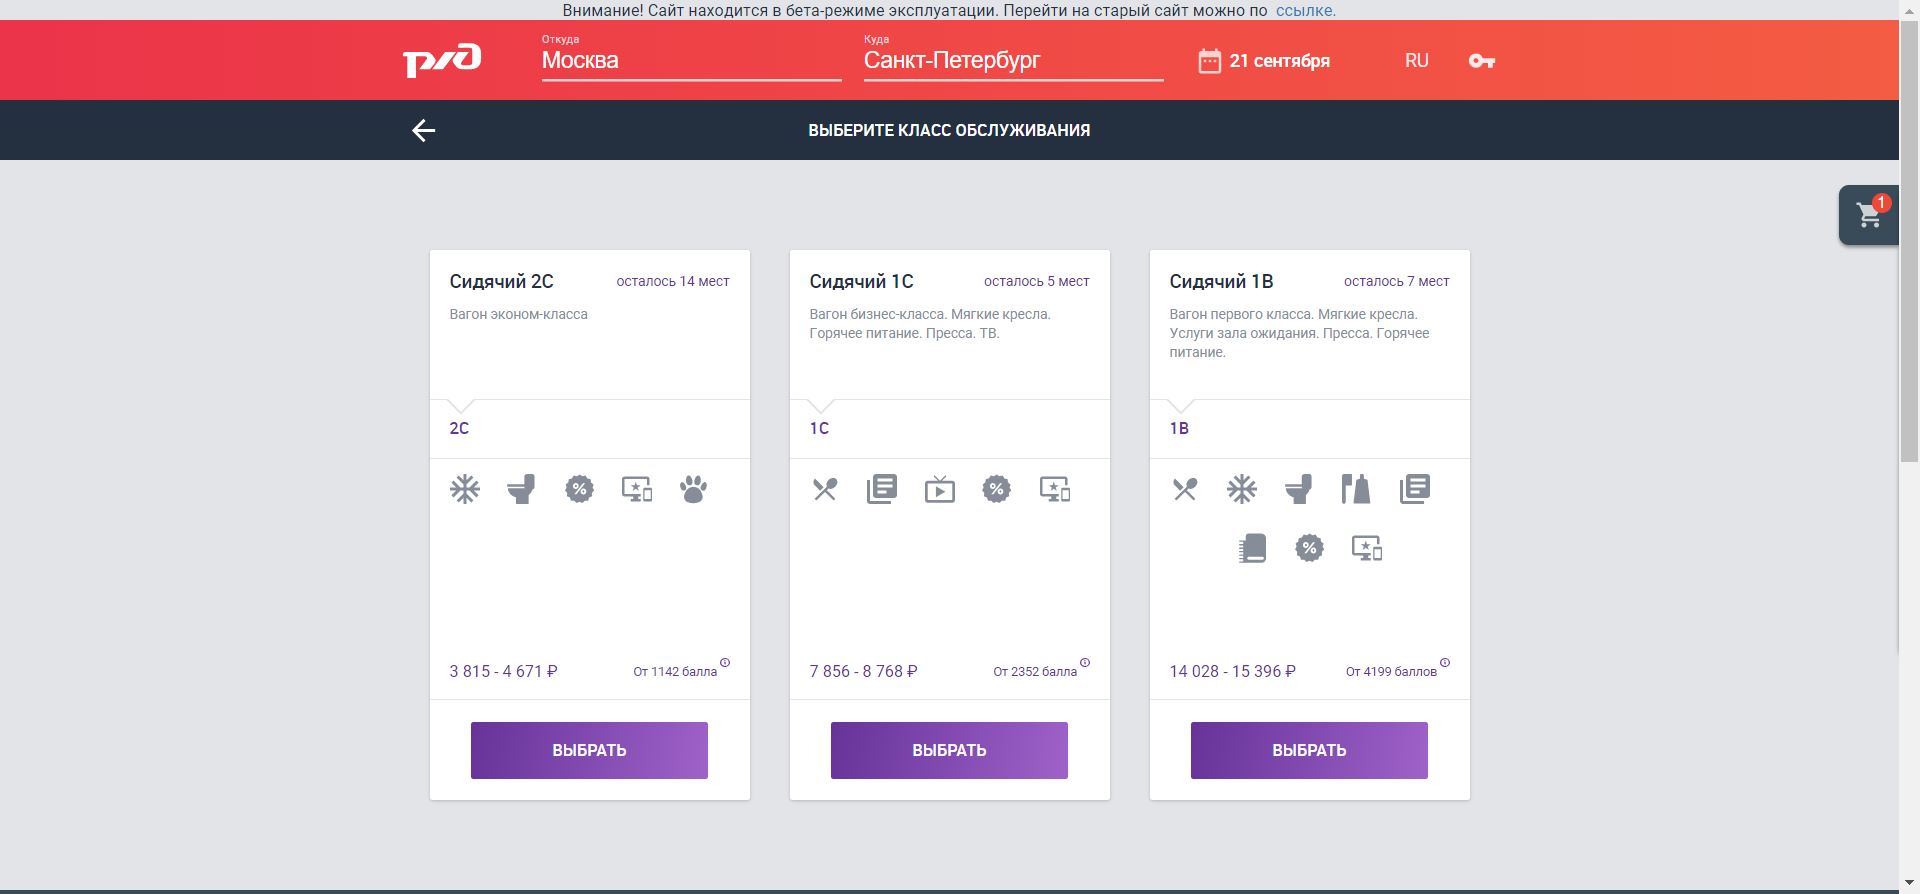 Внимание! Сайт находится в бета-режиме эксплуатации. Перейти на старый сайт можно по ссылке.
ржд
Откуда
Москва
Куда
Санкт-Петербург
21 сентября
RU
ВЫБЕРИТЕ КЛАСС ОБСЛУЖИВАНИЯ
1
Сидячий 2С
осталось 14 мест
Вагон эконом-класса
2С
%
3 815 - 4 671 ₽
От 1142 балла
ВЫБРАТЬ
Сидячий 1С
осталось 5 мест
Вагон бизнес-класса. Мягкие кресла.
Горячее питание. Пресса. ТВ.
1С
%
7 856 - 8 768 ₽
От 2352 балла
ВЫБРАТЬ
Сидячий 1В
осталось 7 мест
Вагон первого класса. Мягкие кресла.
Услуги зала ожидания. Пресса. Горячее
питание.
1В
%
14 028 - 15 396 ₽
От 4199 баллов
ВЫБРАТЬ